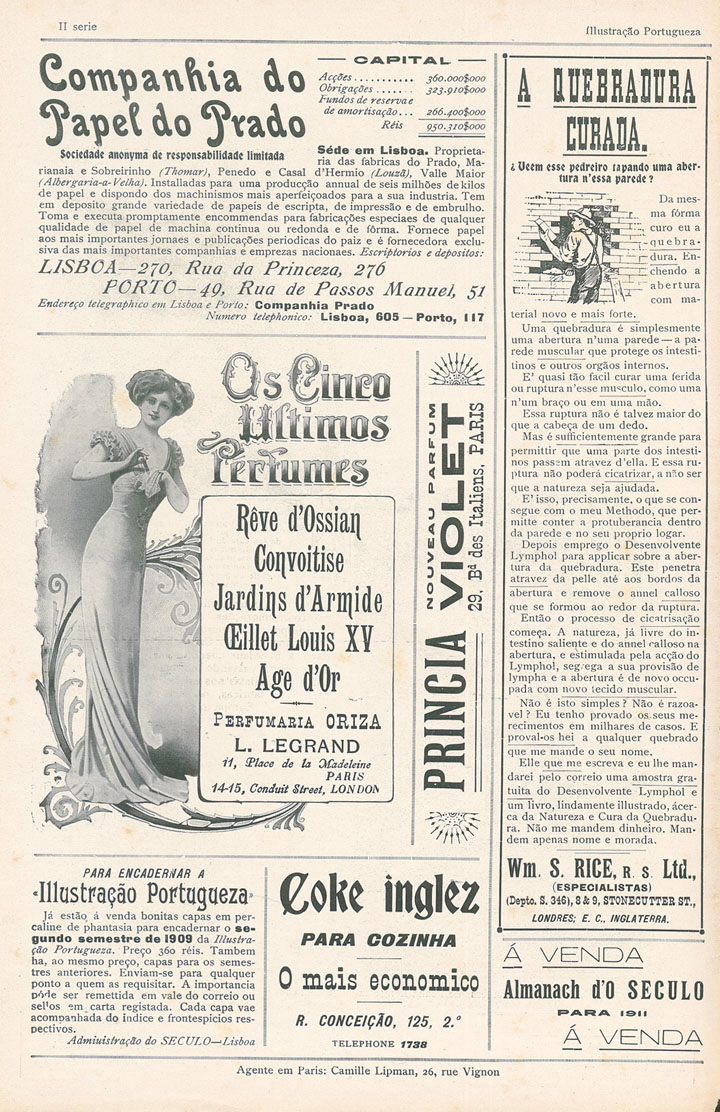 II serie
Illustração Portugueza
Companhia do
Papel do Prado
CAPITAL
Acções .......... 360.000$000
Obrigações ...... 323.910$000
Fundos de reserva e
de amortisação... 266.400$000
Réis 950.310$000
Sociedade anonyma de responsabilidade limitada
Séde em Lisboa. Proprieta-
ria das fabricas do Prado, Ma-
rianaia e Sobreirinho (Thomar), Penedo e Casal d'Hermio (Louzã), Valle Maior
(Albergaria-a-Velha). Installadas para uma producção annual de seis milhões de kilos
de papel e dispondo dos machinismos mais aperfeiçoados para a sua industria. Tem
em deposito grande variedade de papeis de escripta, de impressão e de embrulho.
Toma e executa promptamente encommendas para fabricações especiaes de qualquer
qualidade de papel de machina continua ou redonda e de fôrma. Fornece papel
aos mais importantes jornaes e publicações periodicas do paiz e é fornecedora exclu-
siva das mais importantes companhias e emprezas nacionaes. Escriptorios e depositos:
LISBOA—270, Rua da Princeza, 276
PORTO—49, Rua de Passos Manuel, 51
Endereço telegraphico em Lisboa e Porto: Companhia Prado
Numero telephonico: Lisboa, 605 — Porto, 117
Os Cinco
Ultimos
Perfumes
Rêve d'Ossian
Convoitise
Jardins d'Armide
Œillet Louis XV
Age d'Or
PERFUMARIA ORIZA
L. LEGRAND
11, Place de la Madeleine
PARIS
14-15, Conduit Street, LONDON
PRINCIA
NOUVEAU PARFUM
VIOLET
29, Bd des Italiens, PARIS
A QUEBRADURA
CURADA.
¿Veem esse pedreiro tapando uma aber-
tura n'essa parede?
Da mes-
ma fórma
curo eu a
quebra-
dura. En-
chendo a
abertura
com ma-
terial novo e mais forte.
Uma quebradura é simplesmente
uma abertura n'uma parede—a pa-
rede muscular que protege os intesti-
tinos e outros orgãos internos.
E' quasi tão facil curar uma ferida
ou ruptura n'esse musculo, como uma
n'um braço ou em uma mão.
Essa ruptura não é talvez maior do
que a cabeça de um dedo.
Mas é sufficientemente grande para
permittir que uma parte dos intesti-
nos passem atravez d'ella. E essa ru-
ptura não poderá cicatrizar, a não ser
que a natureza seja ajudada.
E' isso, precisamente, o que se con-
segue com o meu Methodo, que per-
mitte conter a protuberancia dentro
da parede e no seu proprio logar.
Depois emprego o Desenvolvente
Lymphol para applicar sobre a aber-
tura da quebradura. Este penetra
atravez da pelle até aos bordos da
abertura e remove o annel calloso
que se formou ao redor da ruptura.
Então o processo de cicatrisação
começa. A natureza, já livre do in-
testino saliente e do annel calloso na
abertura, e estimulada pela acção do
Lymphol, segrega a sua provisão de
lympha e a abertura é de novo occu-
pada com novo tecido muscular.
Não é isto simples? Não é razoa-
vel? Eu tenho provado os seus me-
recimentos em milhares de casos. E
proval-os hei a qualquer quebrado
que me mande o seu nome.
Elle que me escreva e eu lhe man-
darei pelo correio uma amostra gra-
tuita do Desenvolvente Lymphol e
um livro, lindamente illustrado, ácer-
ca da Natureza e Cura da Quebradu-
ra. Não me mandem dinheiro. Man-
dem apenas nome e morada.
Wm. S. RICE, R. S. Ltd.,
(ESPECIALISTAS)
(Depto. S. 346), 8 & 9, STONECUTTER ST.,
LONDRES; E. C., INGLATERRA.
PARA ENCADERNAR A
«Illustração Portugueza»
Já estão á venda bonitas capas em per-
caline de phantasia para encadernar o se-
gundo semestre de 1909 da Illustra-
ção Portugueza. Preço 360 réis. Tambem
ha, ao mesmo preço, capas para os semes-
tres anteriores. Enviam-se para qualquer
ponto a quem as requisitar. A importancia
póde ser remettida em vale do correio ou
sellos em carta registada. Cada capa vae
acompanhada do indice e frontespicios res-
pectivos.
Administração do SECULO—Lisboa
Coke inglez
PARA COZINHA
O mais economico
R. CONCEIÇÃO, 125, 2.º
TELEPHONE 1738
Á VENDA
Almanach d'O SECULO
PARA 1911
Á VENDA
Agente em Paris: Camille Lipman, 26, rue Vignon